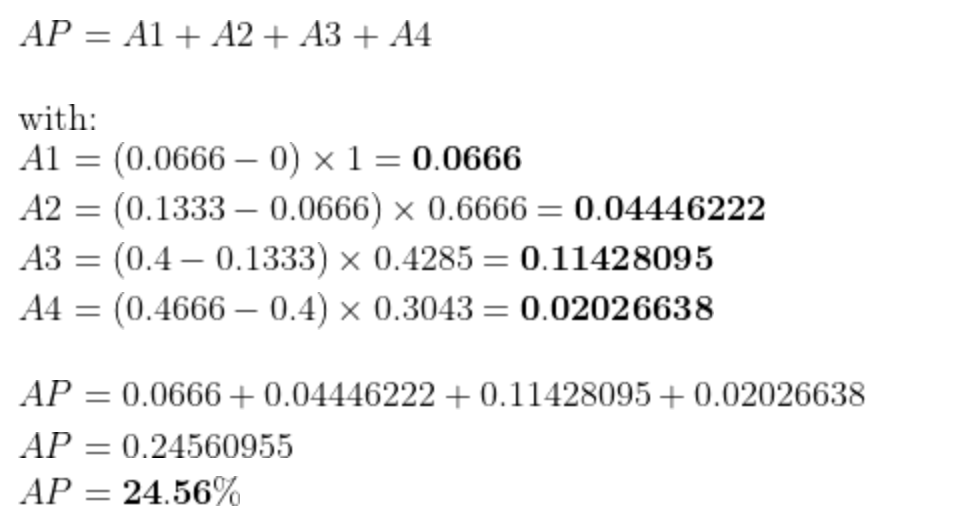 AP = A1 + A2 + A3 + A4
with:
A1 = (0.0666 − 0) × 1 = 0.0666
A2 = (0.1333 − 0.0666) × 0.6666 = 0.04446222
A3 = (0.4 − 0.1333) × 0.4285 = 0.11428095
A4 = (0.4666 − 0.4) × 0.3043 = 0.02026638
AP = 0.0666 + 0.04446222 + 0.11428095 + 0.02026638
AP = 0.24560955
AP = 24.56%